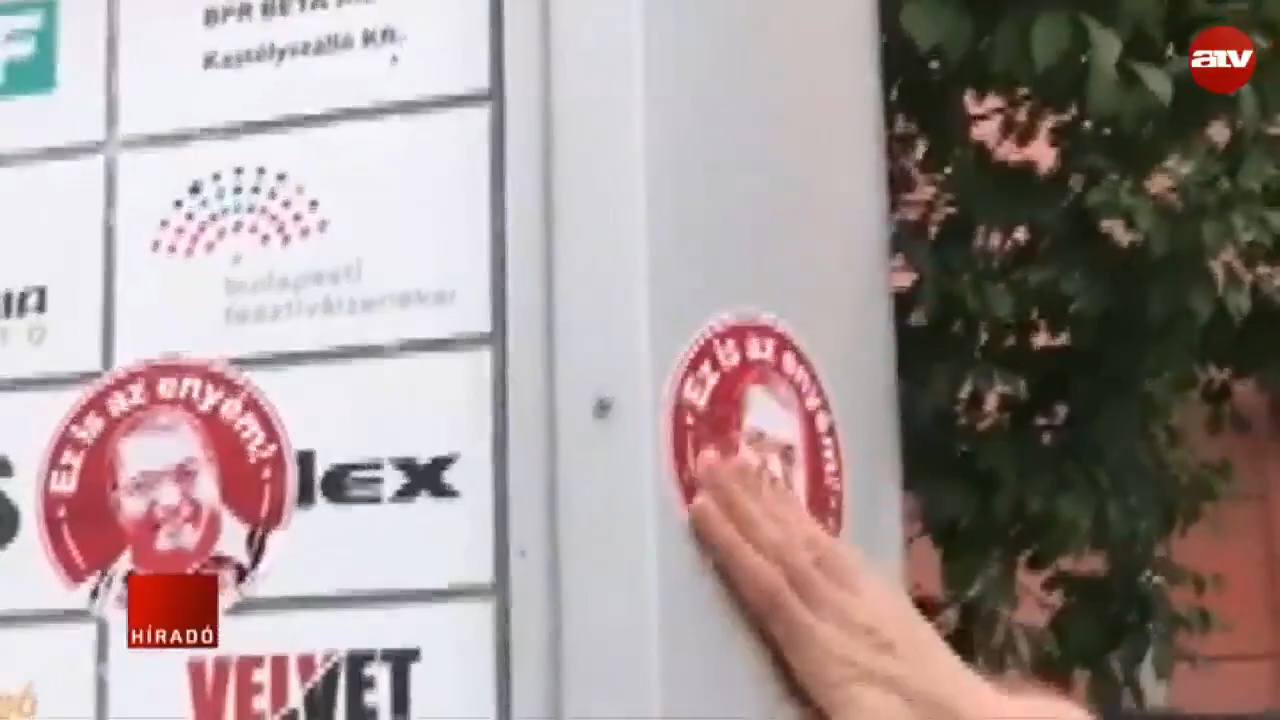 F
atv
BPR BETA
Kastélyszálló Kft.
budapesti
fesztiválzenekar
Ez is az enyém!
Ez is az enyém!
lex
HÍRADÓ
VELVET